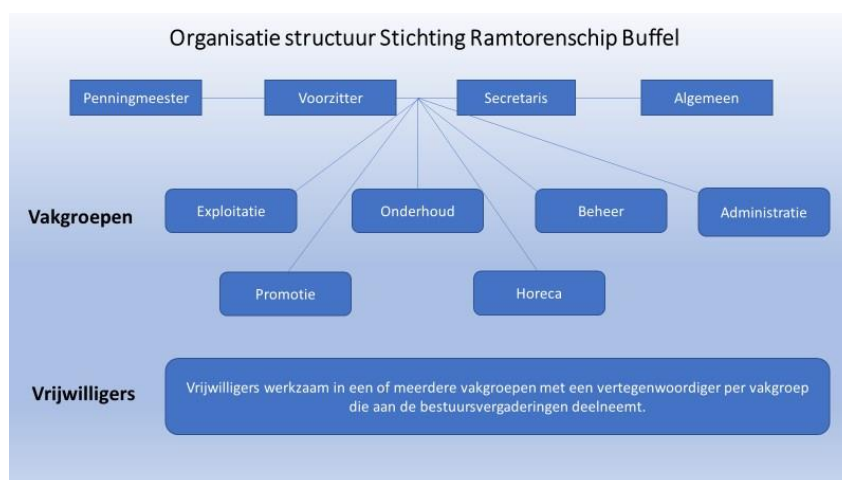 Organisatie structuur Stichting Ramtorenschip Buffel
Penningmeester
Voorzitter
Secretaris
Algemeen
Vakgroepen
Exploitatie
Onderhoud
Beheer
Administratie
Promotie
Horeca
Vrijwilligers
Vrijwilligers werkzaam in een of meerdere vakgroepen met een vertegenwoordiger per vakgroep
die aan de bestuursvergaderingen deelneemt.